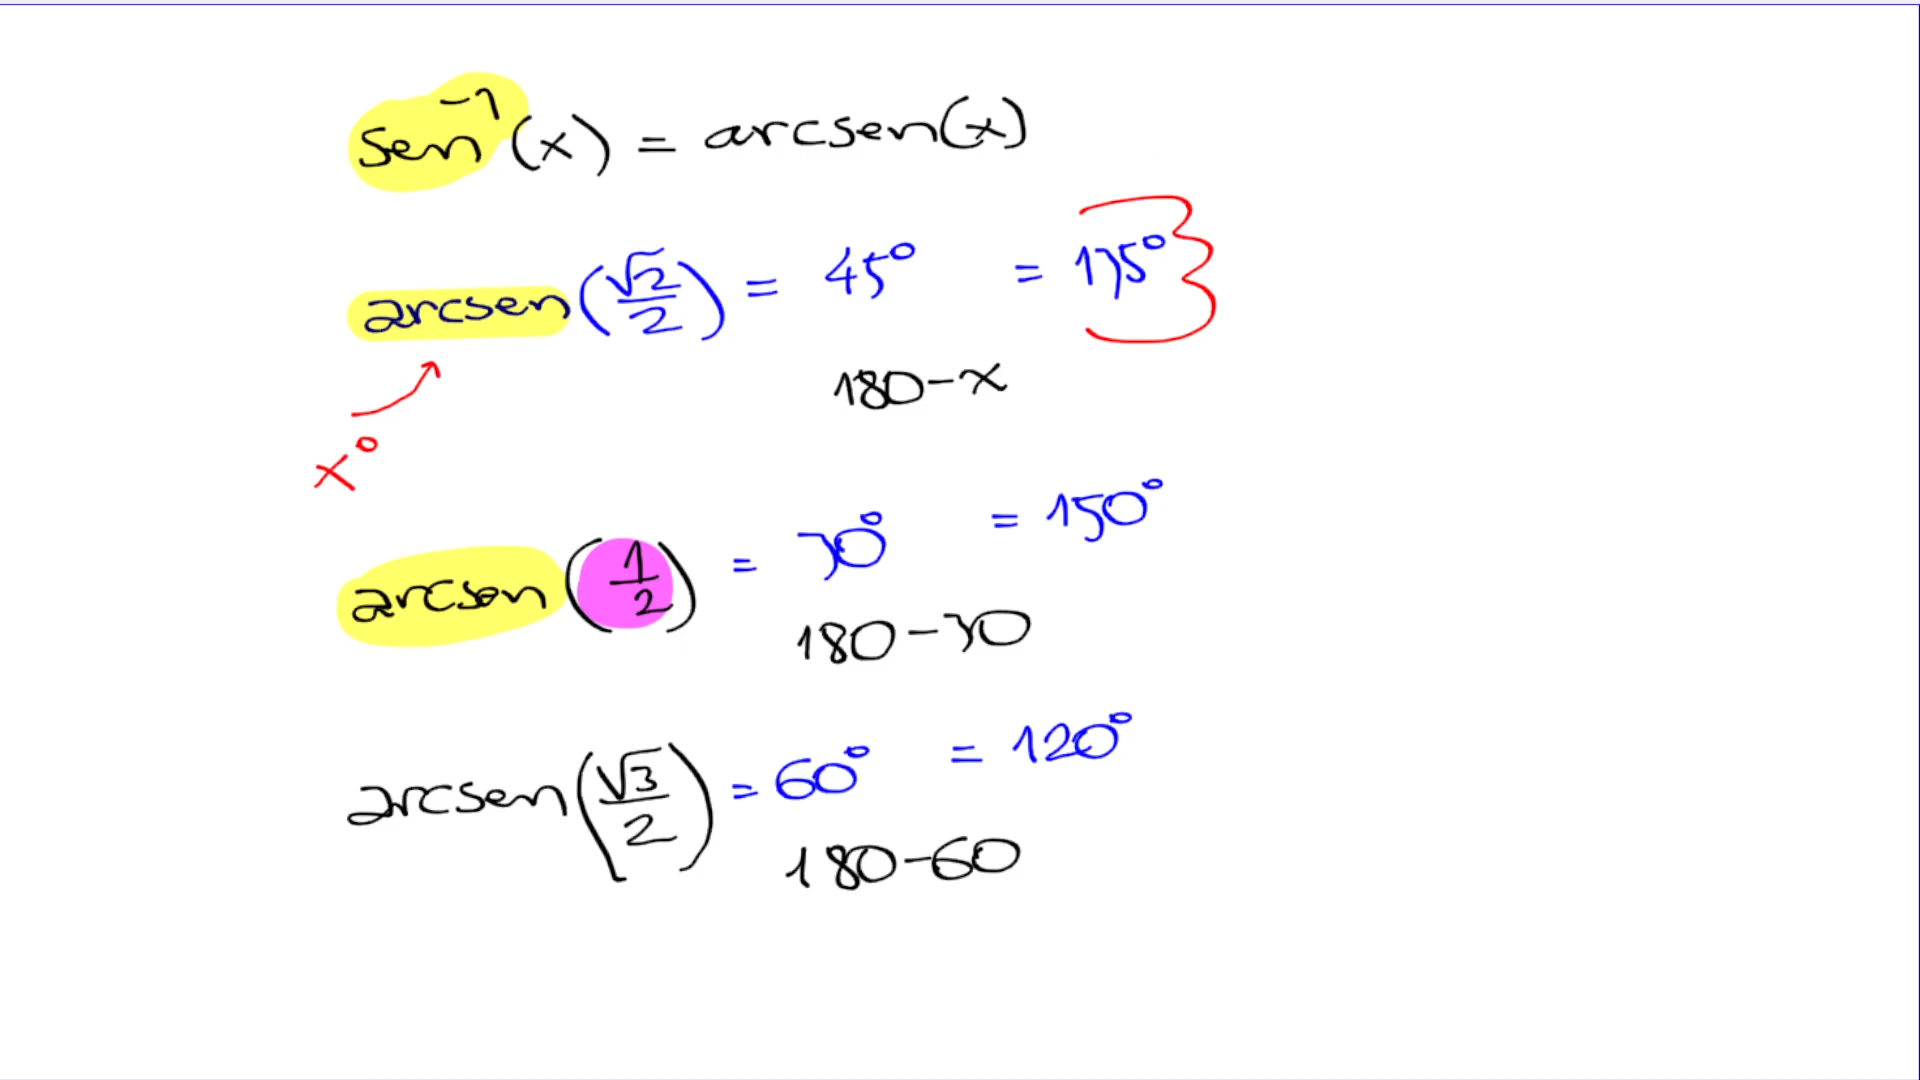 sen⁻¹(x) = arcsen(x)
arcsen(√2/2) = 45° = 135°
180-x
x°
arcsen(1/2) = 30° = 150°
180-30
arcsen(√3/2) = 60° = 120°
180-60